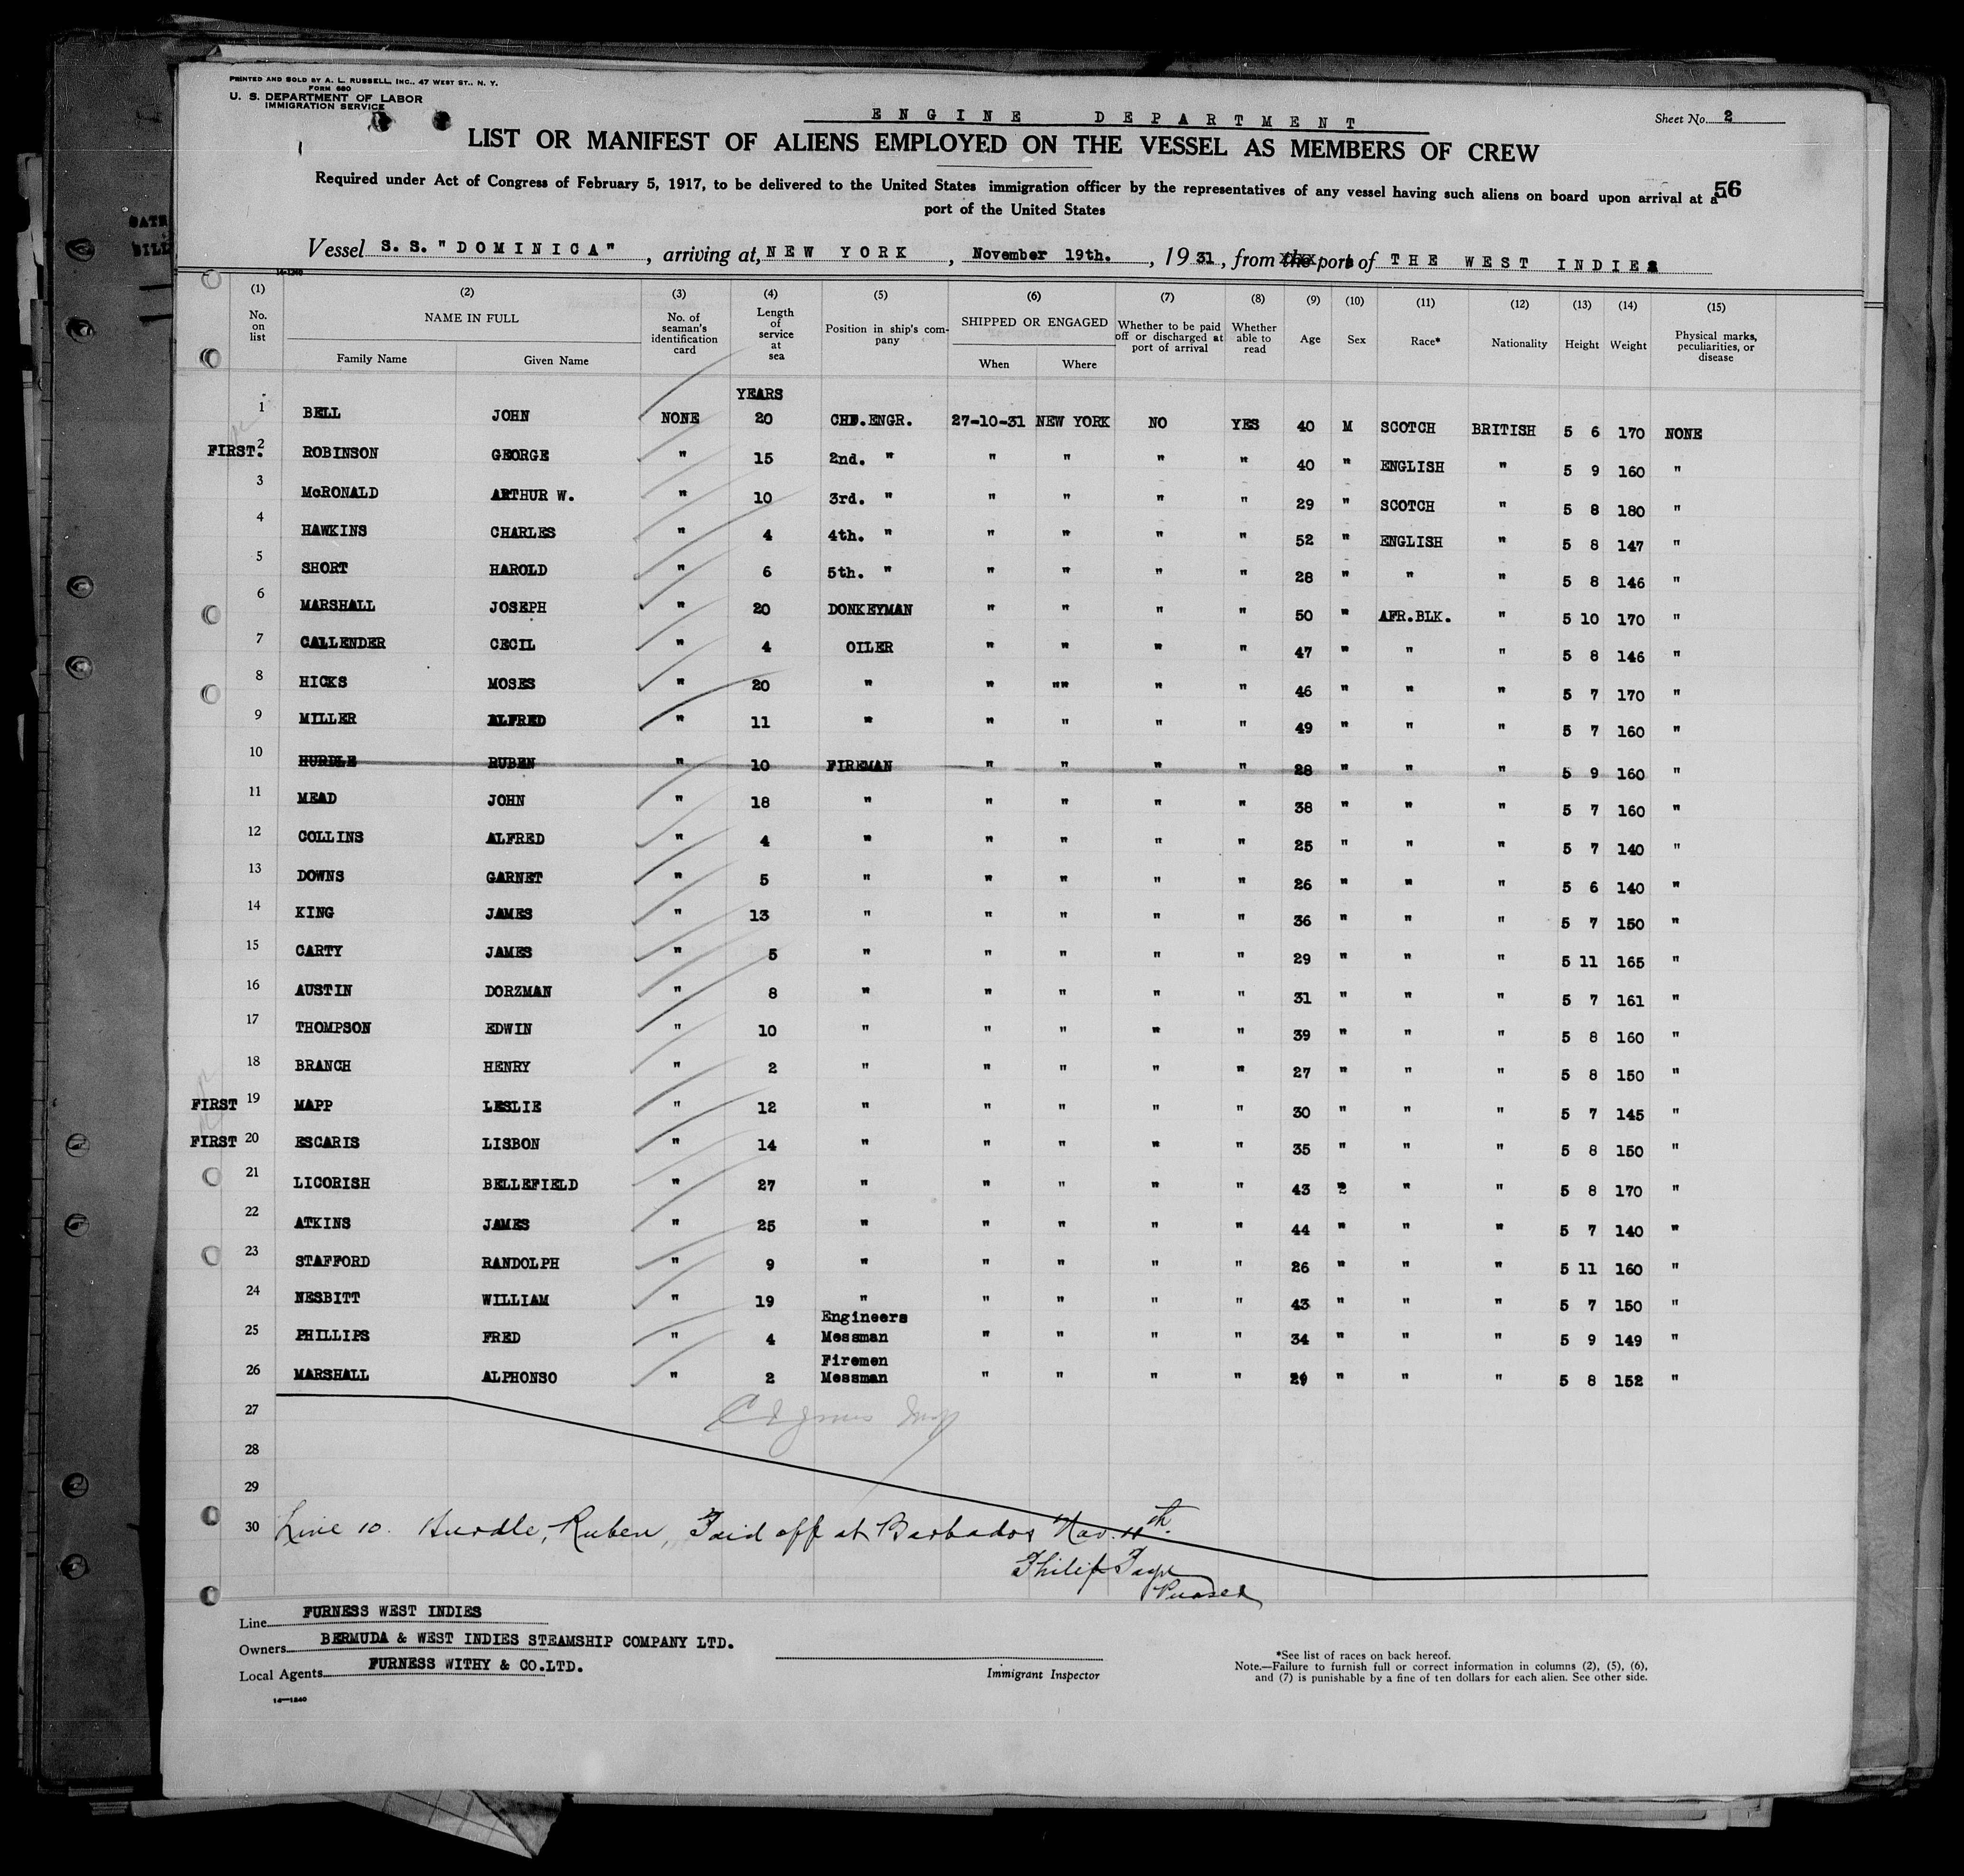 PRINTED AND SOLD BY A. L. RUSSELL, INC., 47 WEST ST., N. Y.
FORM 680
U. S. DEPARTMENT OF LABOR
IMMIGRATION SERVICE
ENGINE DEPARTMENT
Sheet No. 2
LIST OR MANIFEST OF ALIENS EMPLOYED ON THE VESSEL AS MEMBERS OF CREW
Required under Act of Congress of February 5, 1917, to be delivered to the United States immigration officer by the representatives of any vessel having such aliens on board upon arrival at a
port of the United States
56
Vessel S. S. "DOMINICA", arriving at, NEW YORK, November 19th., 1931, from the port of THE WEST INDIES
14-1240
(1) (2) (3) (4) (5) (6) (7) (8) (9) (10) (11) (12) (13) (14) (15)
No. on list NAME IN FULL Family Name Given Name No. of seaman's identification card Length of service at sea Position in ship's company SHIPPED OR ENGAGED When Where Whether to be paid off or discharged at port of arrival Whether able to read Age Sex Race* Nationality Height Weight Physical marks, peculiarities, or disease
YEARS
1 BELL JOHN NONE 20 CHF.ENGR. 27-10-31 NEW YORK NO YES 40 M SCOTCH BRITISH 5 6 170 NONE
FIRST. 2 ROBINSON GEORGE " 15 2nd. " " " " " 40 " ENGLISH " 5 9 160 "
3 McRONALD ARTHUR W. " 10 3rd. " " " " " 29 " SCOTCH " 5 8 180 "
4 HAWKINS CHARLES " 4 4th. " " " " " 52 " ENGLISH " 5 8 147 "
5 SHORT HAROLD " 6 5th. " " " " " 28 " " " 5 8 146 "
6 MARSHALL JOSEPH " 20 DONKEYMAN " " " " 50 " AFR.BLK. " 5 10 170 "
7 CALLENDER CECIL " 4 OILER " " " " 47 " " " 5 8 146 "
8 HICKS MOSES " 20 " " "" " " 46 " " " 5 7 170 "
9 MILLER ALFRED " 11 " " " " " 49 " " " 5 7 160 "
10 HURDLE RUBEN " 10 FIREMAN " " " " 28 " " " 5 9 160 "
11 MEAD JOHN " 18 " " " " " 38 " " " 5 7 160 "
12 COLLINS ALFRED " 4 " " " " " 25 " " " 5 7 140 "
13 DOWNS GARNET " 5 " " " " " 26 " " " 5 6 140 "
14 KING JAMES " 13 " " " " " 36 " " " 5 7 150 "
15 CARTY JAMES " 5 " " " " " 29 " " " 5 11 165 "
16 AUSTIN DORZMAN " 8 " " " " " 31 " " " 5 7 161 "
17 THOMPSON EDWIN " 10 " " " " " 39 " " " 5 8 160 "
18 BRANCH HENRY " 2 " " " " " 27 " " " 5 8 150 "
FIRST 19 MAPP LESLIE " 12 " " " " " 30 " " " 5 7 145 "
FIRST 20 ESCARIS LISBON " 14 " " " " " 35 " " " 5 8 150 "
21 LICORISH BELLEFIELD " 27 " " " " " 43 2 " " 5 8 170 "
22 ATKINS JAMES " 25 " " " " " 44 " " " 5 7 140 "
23 STAFFORD RANDOLPH " 9 " " " " " 26 " " " 5 11 160 "
24 NESBITT WILLIAM " 19 " " " " " 43 " " " 5 7 150 "
25 PHILLIPS FRED " 4 Engineers Messman " " " " 34 " " " 5 9 149 "
26 MARSHALL ALPHONSO " 2 Firemen Messman " " " " 29 " " " 5 8 152 "
27
28
29
30 Line 10. Hurdle, Ruben, Paid off at Barbados Nov. 11th.
Philip
Purser
Line FURNESS WEST INDIES
Owners BERMUDA & WEST INDIES STEAMSHIP COMPANY LTD.
Local Agents FURNESS WITHY & CO.LTD.
Immigrant Inspector
*See list of races on back hereof.
Note.—Failure to furnish full or correct information in columns (2), (5), (6),
and (7) is punishable by a fine of ten dollars for each alien. See other side.
14—1240